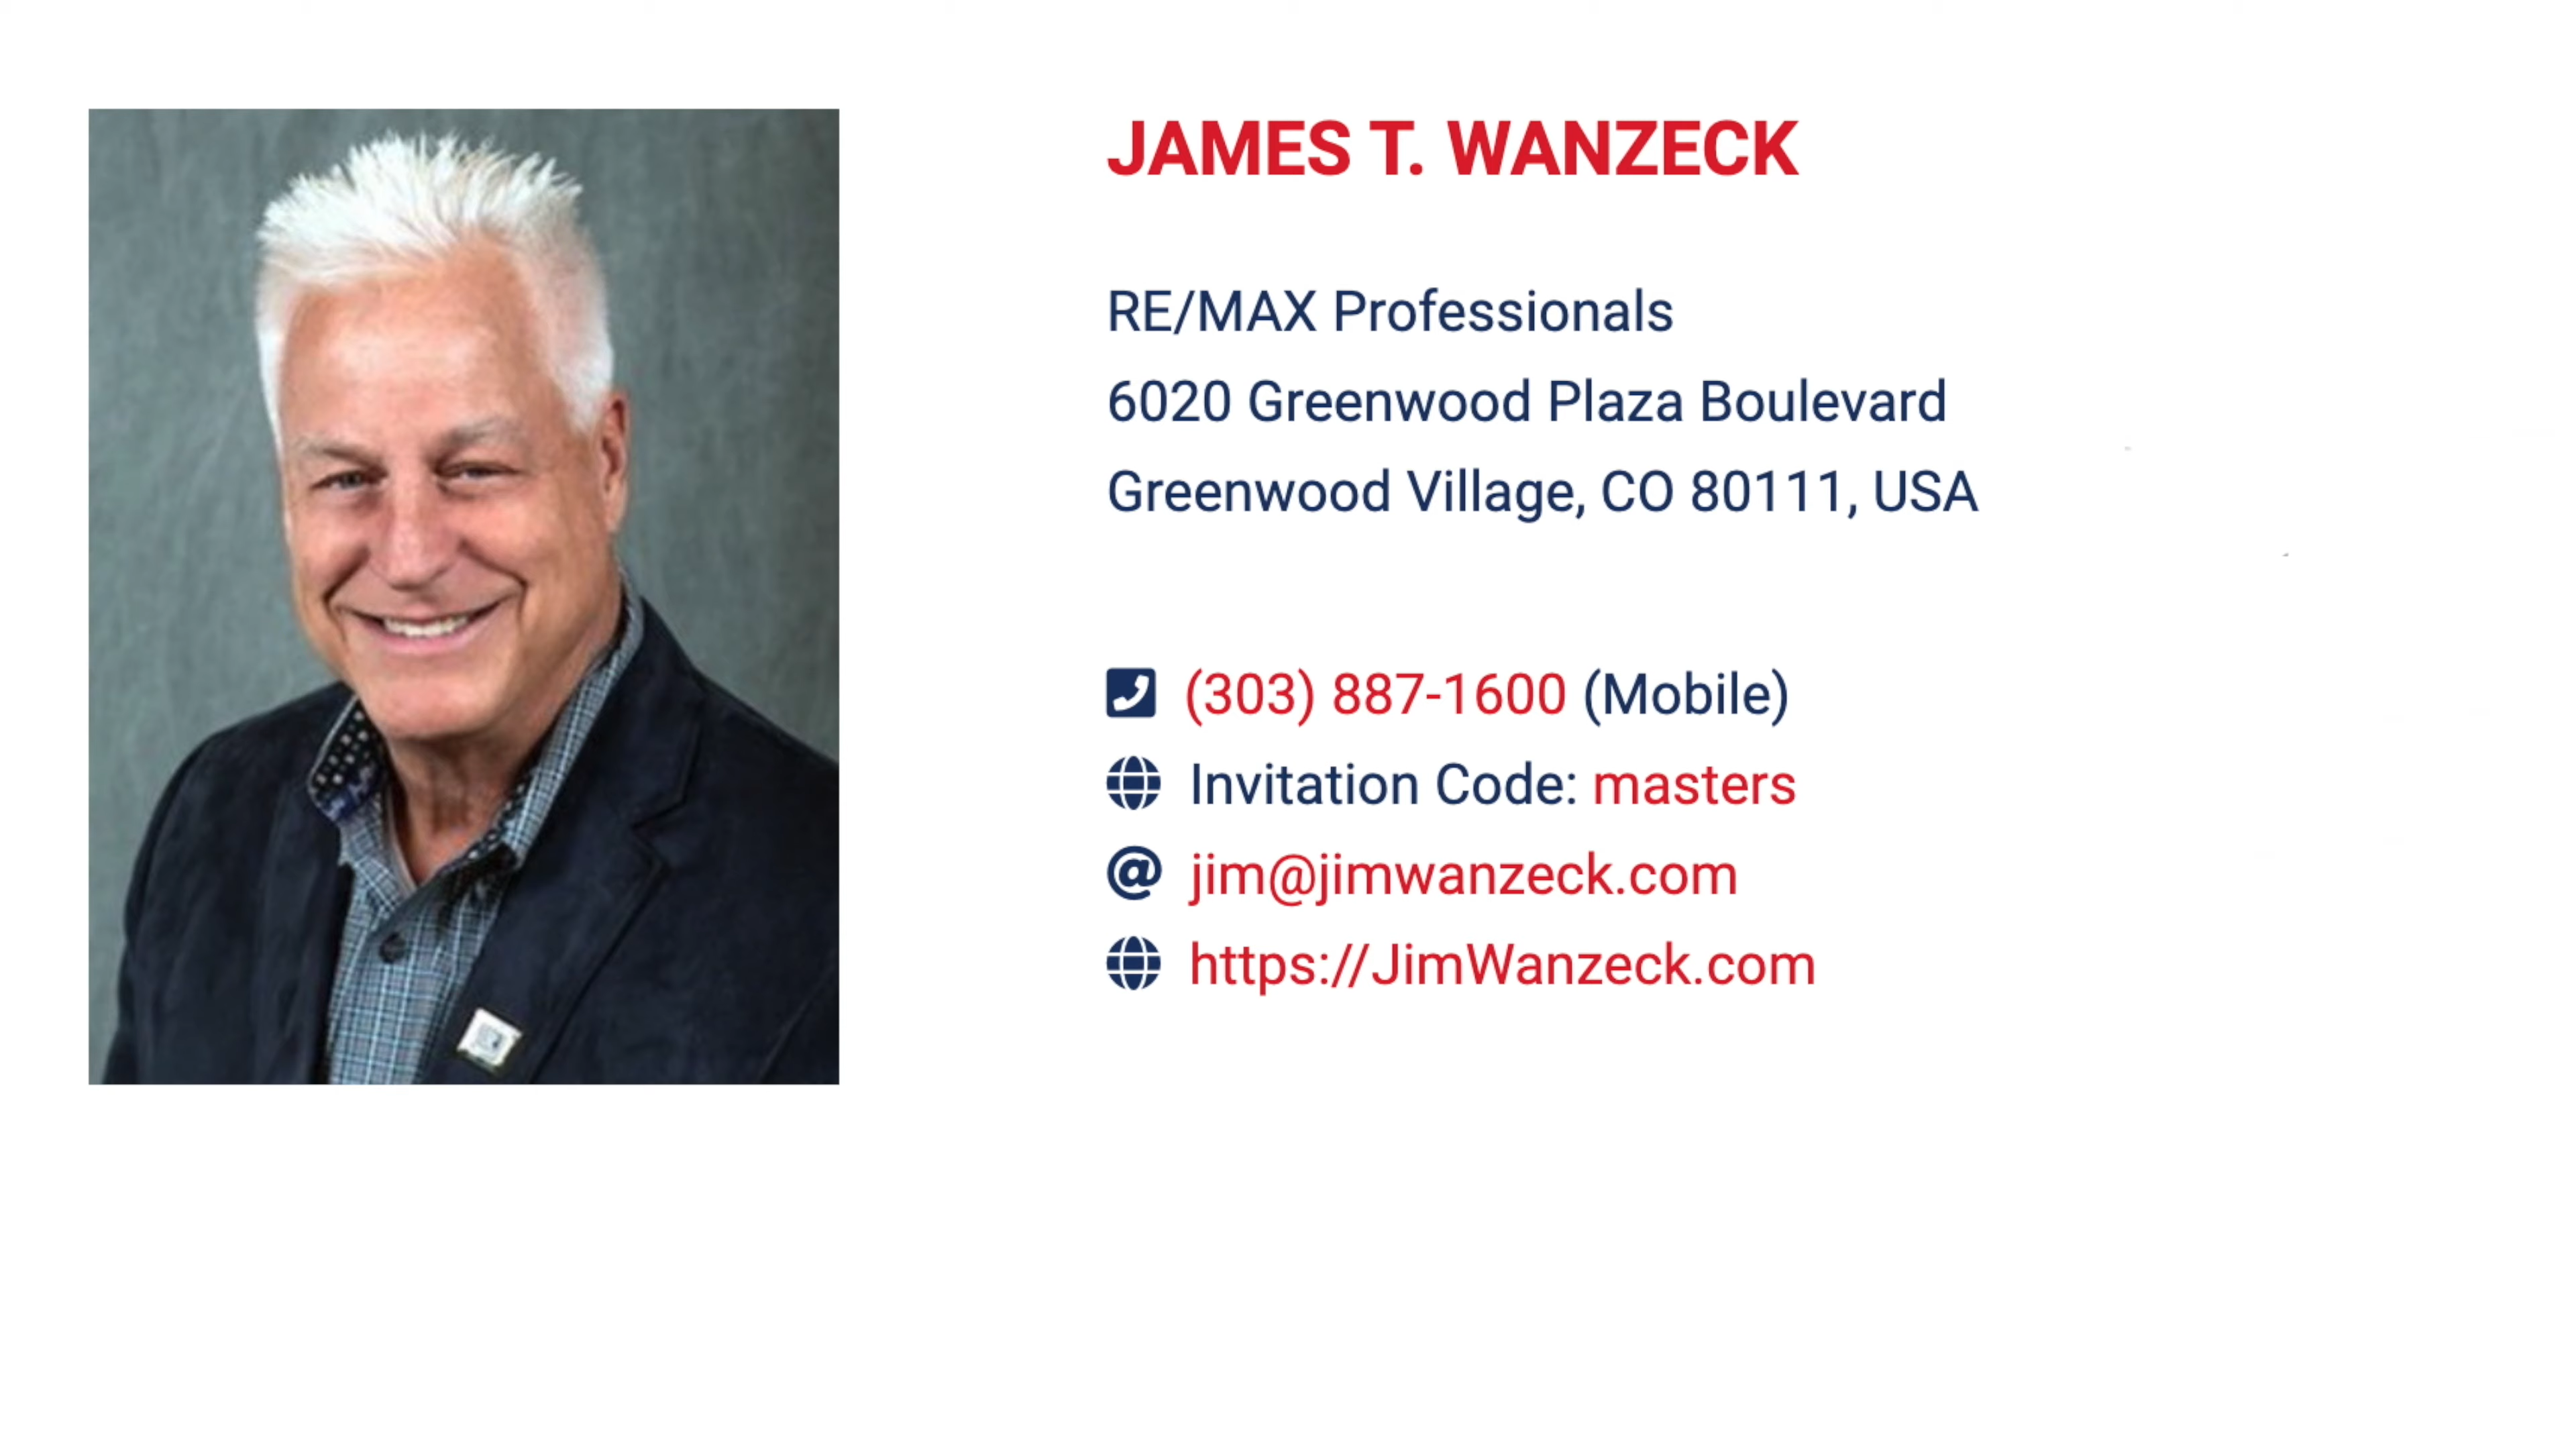 JAMES T. WANZECK
RE/MAX Professionals
6020 Greenwood Plaza Boulevard
Greenwood Village, CO 80111, USA
(303) 887-1600 (Mobile)
Invitation Code: masters
jim@jimwanzeck.com
https://JimWanzeck.com